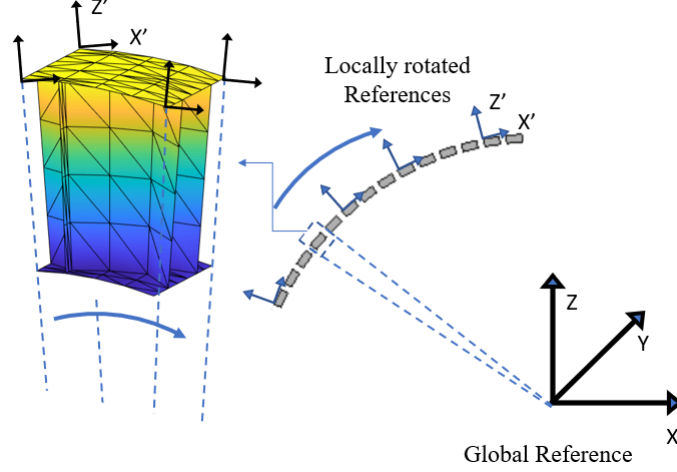 Z’
X’
Locally rotated
References
Z’
X’
Z
Y
X
Global Reference